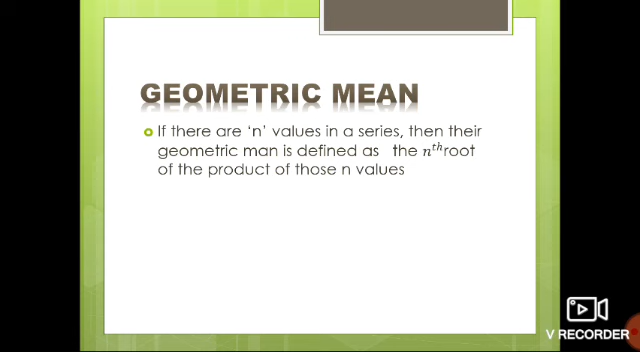 GEOMETRIC MEAN
If there are ‘n’ values in a series, then their
geometric man is defined as the n^th root
of the product of those n values
V RECORDER